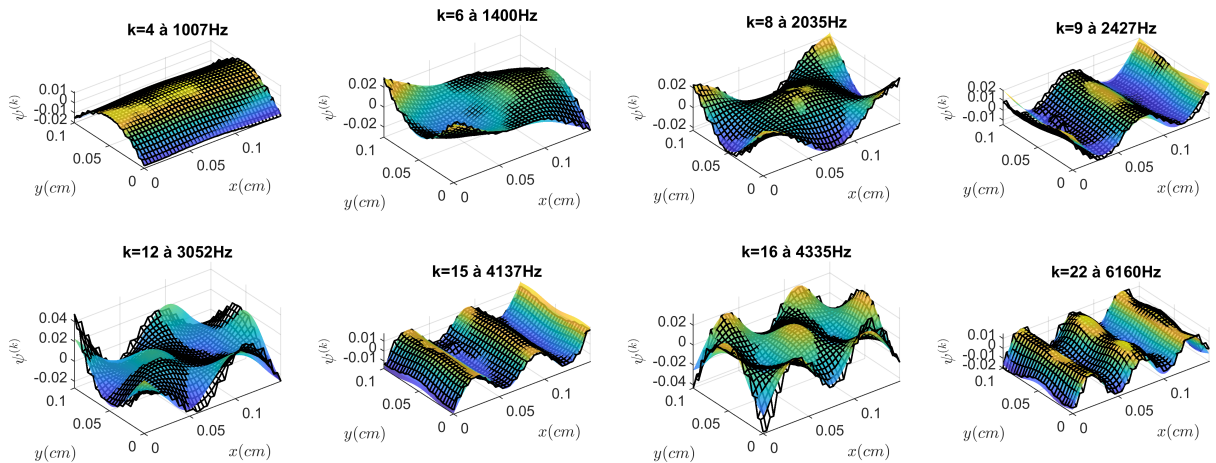 k=4 à 1007Hz
0.01
0
-0.01
-0.02
0.1
0.05
0
0
0.05
0.1
ψ^(k)
y(cm)
x(cm)
k=6 à 1400Hz
0.02
0
-0.02
0.1
0.05
0
0
0.05
0.1
ψ^(k)
y(cm)
x(cm)
k=8 à 2035Hz
0.02
0
-0.02
0.1
0.05
0
0
0.05
0.1
ψ^(k)
y(cm)
x(cm)
k=9 à 2427Hz
0.02
0.01
0
-0.01
0.1
0.05
0
0
0.05
0.1
ψ^(k)
y(cm)
x(cm)
k=12 à 3052Hz
0.04
0.02
0
-0.02
0.1
0.05
0
0
0.05
0.1
ψ^(k)
y(cm)
x(cm)
k=15 à 4137Hz
0.01
0
-0.01
0.1
0.05
0
0
0.05
0.1
ψ^(k)
y(cm)
x(cm)
k=16 à 4335Hz
0.02
0
-0.02
-0.04
0.1
0.05
0
0
0.05
0.1
ψ^(k)
y(cm)
x(cm)
k=22 à 6160Hz
0.01
0
-0.01
-0.02
0.1
0.05
0
0
0.05
0.1
ψ^(k)
y(cm)
x(cm)